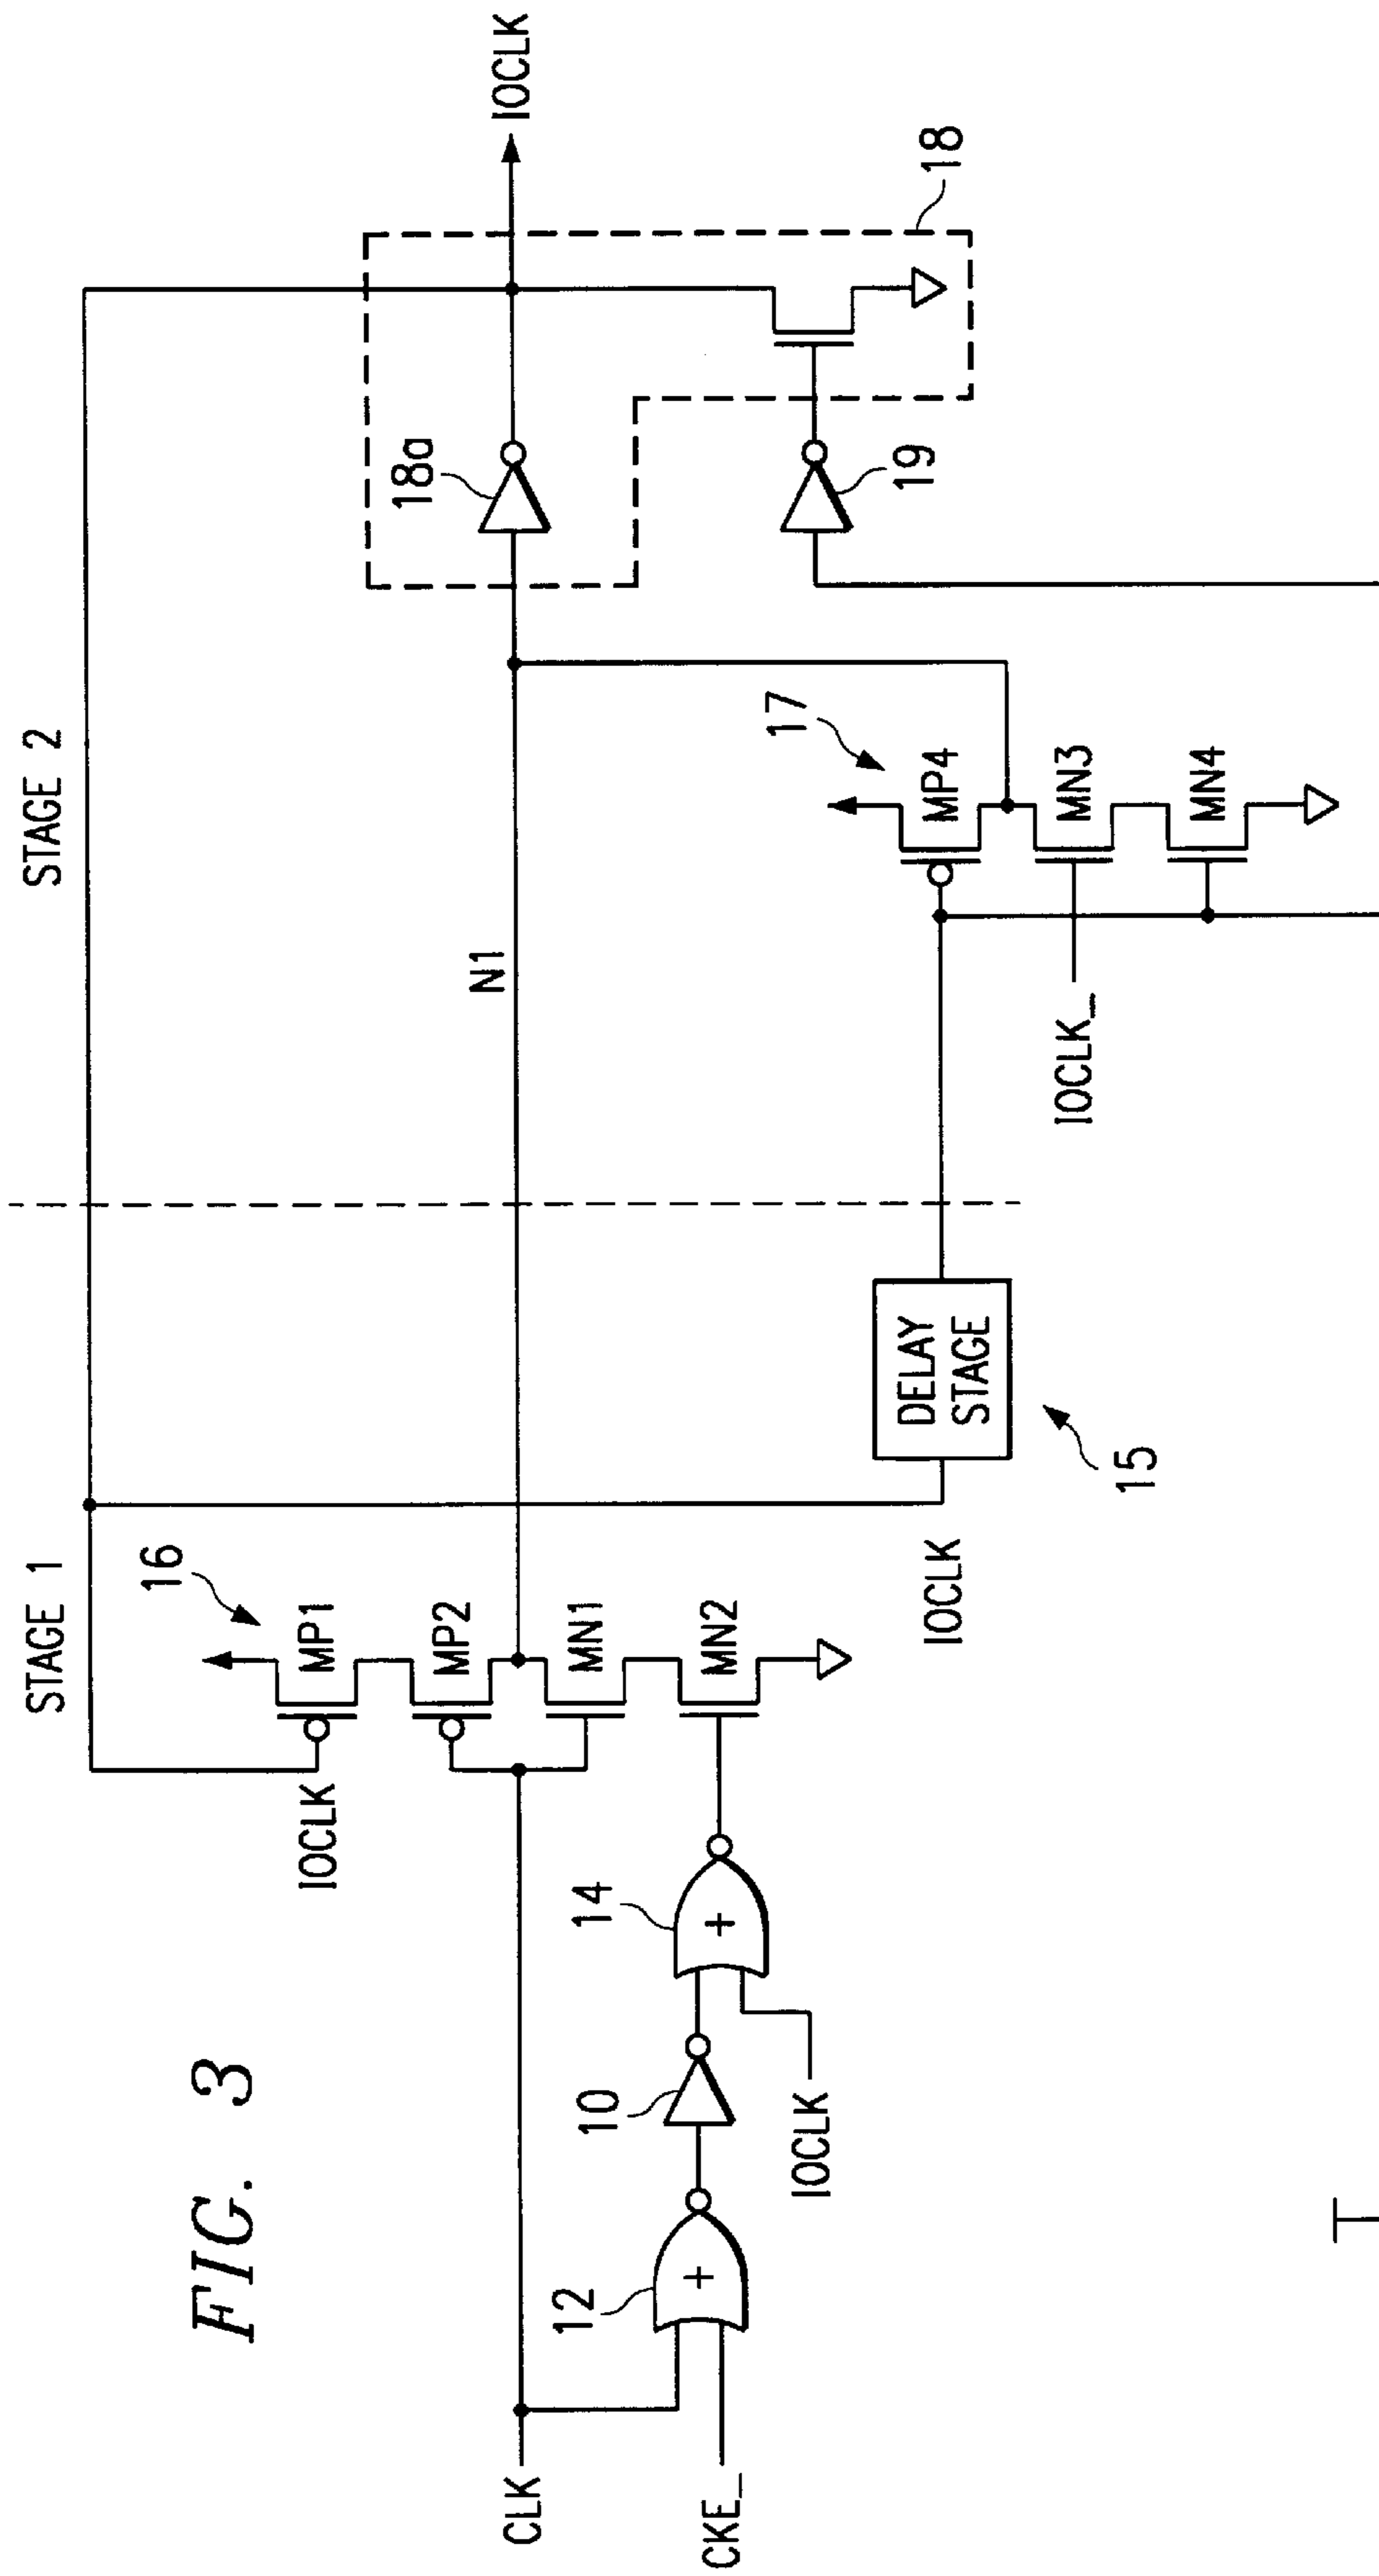 FIG. 3
STAGE 1
STAGE 2
16
MP1
MP2
MN1
MN2
IOCLK
CLK
CKE_
12
+
10
14
+
IOCLK
IOCLK
DELAY
STAGE
15
N1
IOCLK_
17
MP4
MN3
MN4
18a
19
18
IOCLK